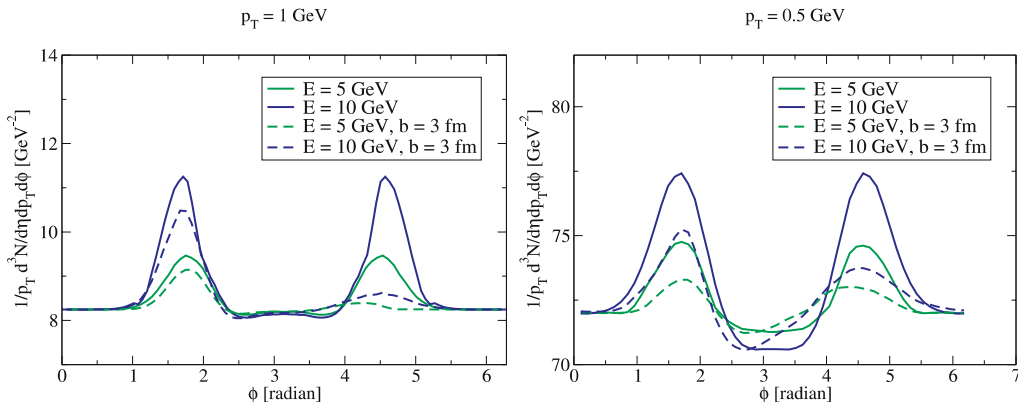 p_T = 1 GeV
p_T = 0.5 GeV
1/p_T d^3N/dηdp_Tdϕ [GeV^-2]
14
12
10
8
E = 5 GeV
E = 10 GeV
E = 5 GeV, b = 3 fm
E = 10 GeV, b = 3 fm
0 1 2 3 4 5 6
ϕ [radian]
1/p_T d^3N/dηdp_Tdϕ [GeV^-2]
80
75
70
E = 5 GeV
E = 10 GeV
E = 5 GeV, b = 3 fm
E = 10 GeV, b = 3 fm
0 1 2 3 4 5 6 7
ϕ [radian]